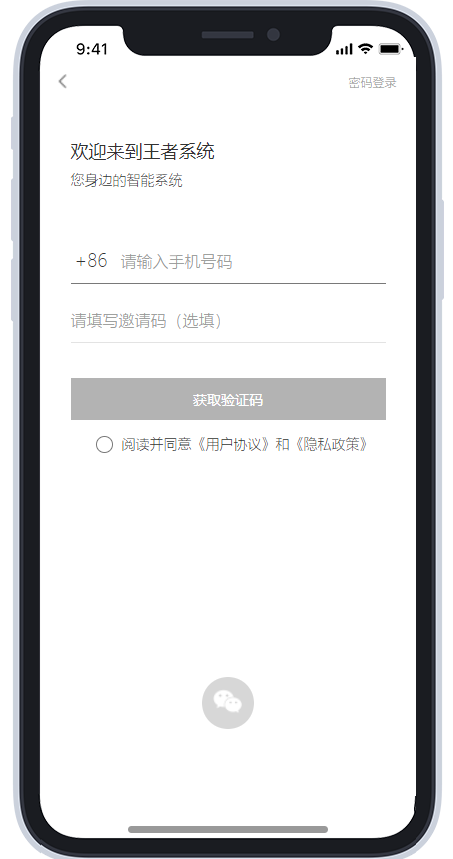 9:41
密码登录
欢迎来到王者系统
您身边的智能系统
+86 请输入手机号码
请填写邀请码（选填）
获取验证码
阅读并同意《用户协议》和《隐私政策》